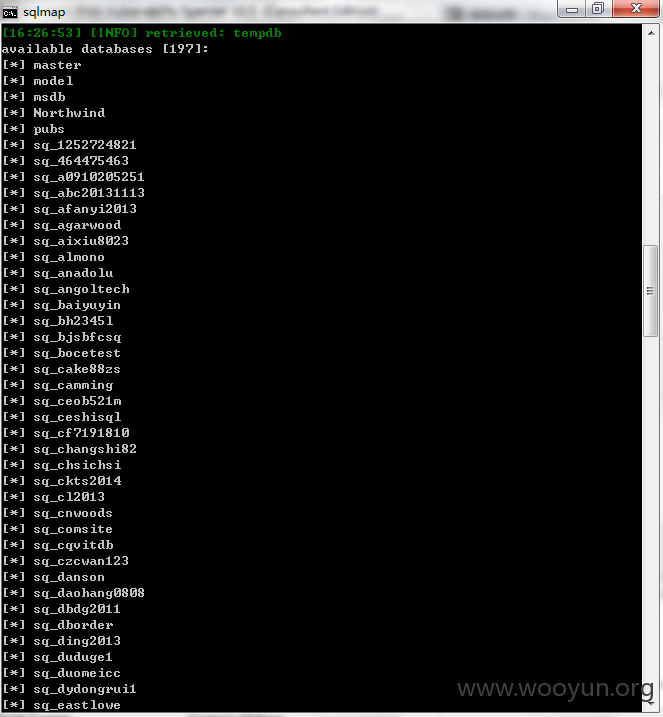 sqlmap
[16:26:53] [INFO] retrieved: tempdb
available databases [197]:
[*] master
[*] model
[*] msdb
[*] Northwind
[*] pubs
[*] sq_1252724821
[*] sq_464475463
[*] sq_a0910205251
[*] sq_abc20131113
[*] sq_afanyi2013
[*] sq_agarwood
[*] sq_aixiu8023
[*] sq_almono
[*] sq_anadolu
[*] sq_angoltech
[*] sq_baiyuyin
[*] sq_bh2345l
[*] sq_bjsbfcsq
[*] sq_bocetest
[*] sq_cake88zs
[*] sq_camming
[*] sq_ceob521m
[*] sq_ceshisql
[*] sq_cf7191810
[*] sq_changshi82
[*] sq_chsichsi
[*] sq_ckts2014
[*] sq_cl2013
[*] sq_cnwoods
[*] sq_comsite
[*] sq_cqvitdb
[*] sq_czcwan123
[*] sq_danson
[*] sq_daohang0808
[*] sq_dbdg2011
[*] sq_dborder
[*] sq_ding2013
[*] sq_duduge1
[*] sq_duomeicc
[*] sq_dydongrui1
[*] sq_eastlowe
www.wooyun.org